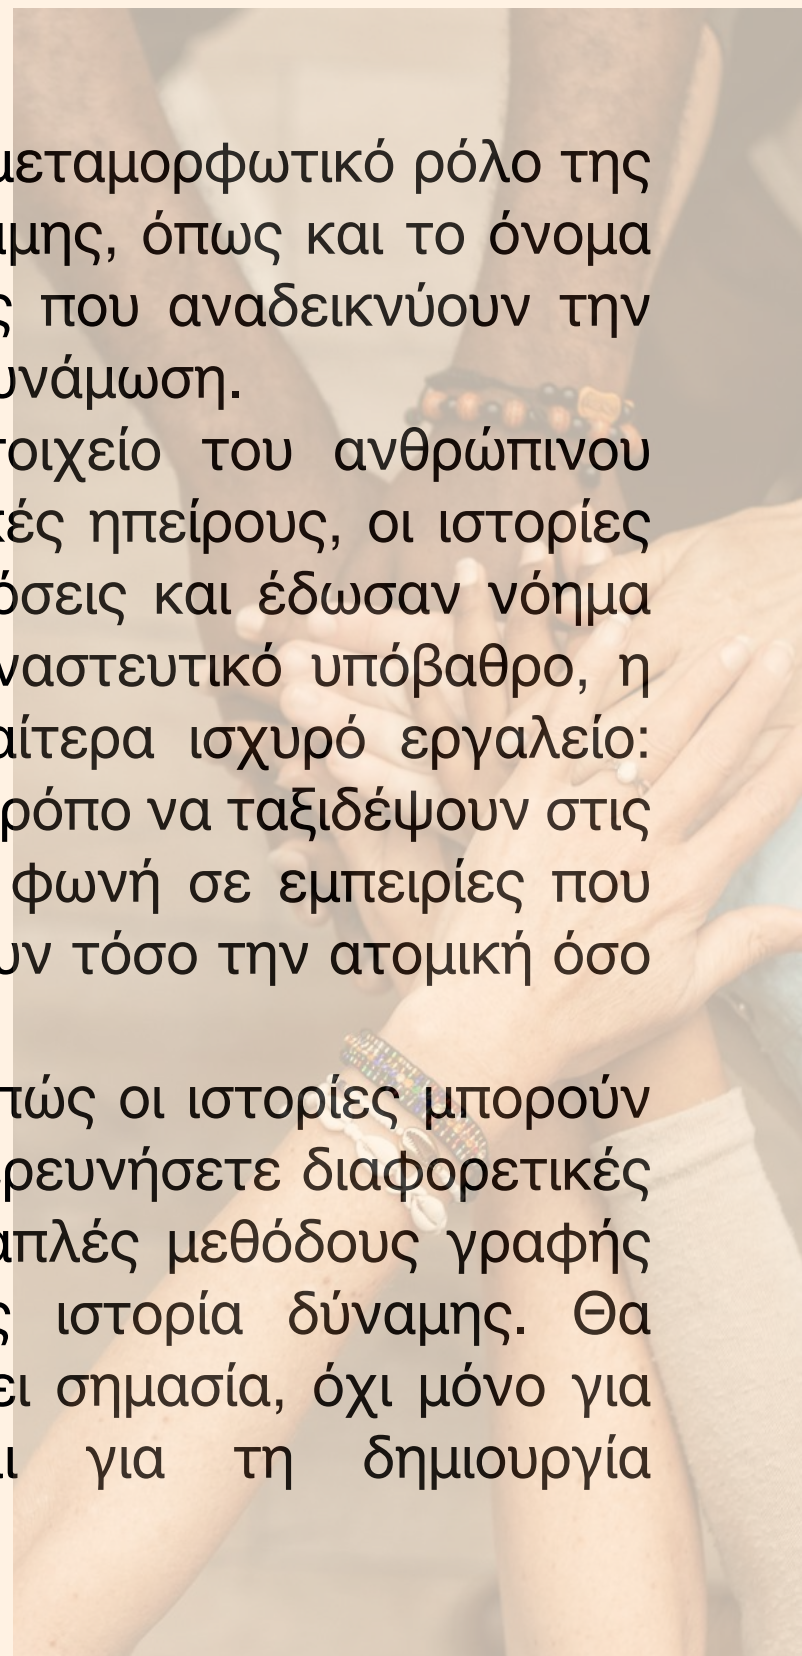 μεταμορφωτικό ρόλο της
μης, όπως και το όνομα
ς που αναδεικνύουν την
υνάμωση.
τοιχείο του ανθρώπινου
κές ηπείρους, οι ιστορίες
όσεις και έδωσαν νόημα
ναστευτικό υπόβαθρο, η
αίτερα ισχυρό εργαλείο:
ρόπο να ταξιδέψουν στις
φωνή σε εμπειρίες που
υν τόσο την ατομική όσο
πώς οι ιστορίες μπορούν
ρευνήσετε διαφορετικές
απλές μεθόδους γραφής
ς ιστορία δύναμης. Θα
ει σημασία, όχι μόνο για
ι για τη δημιουργία